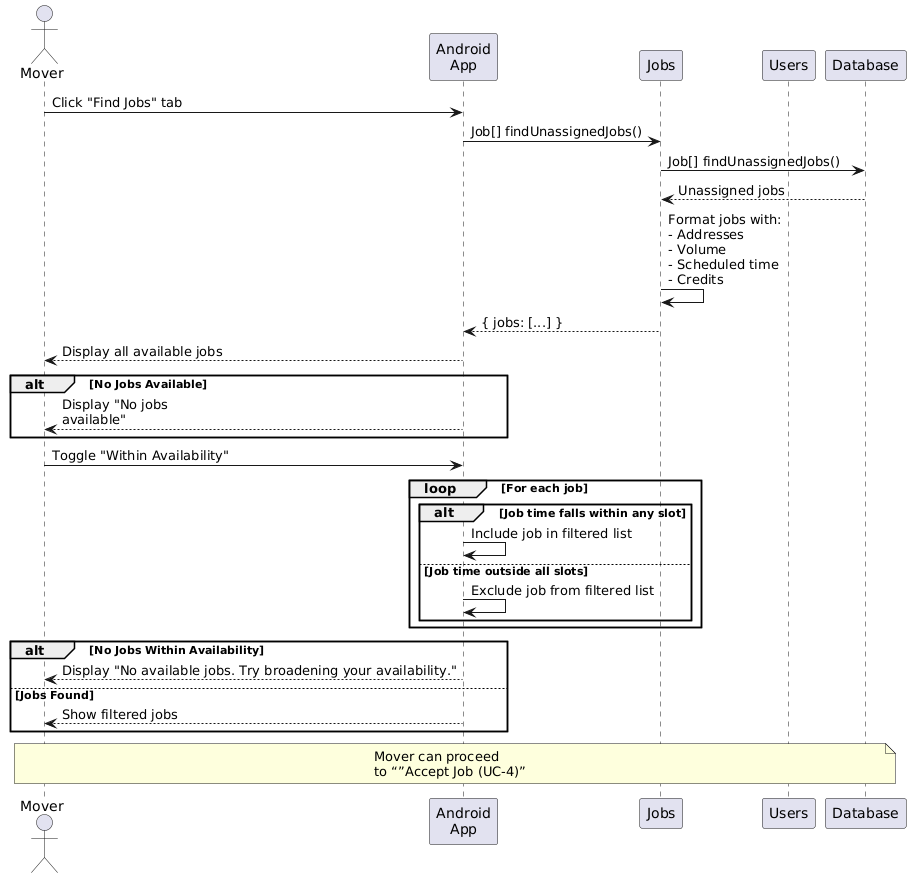 Mover
Android
App
Jobs
Users
Database
Click "Find Jobs" tab
Job[] findUnassignedJobs()
Job[] findUnassignedJobs()
Unassigned jobs
Format jobs with:
- Addresses
- Volume
- Scheduled time
- Credits
{ jobs: [...] }
Display all available jobs
alt [No Jobs Available]
Display "No jobs
available"
Toggle "Within Availability"
loop [For each job]
alt [Job time falls within any slot]
Include job in filtered list
[Job time outside all slots]
Exclude job from filtered list
alt [No Jobs Within Availability]
Display "No available jobs. Try broadening your availability."
[Jobs Found]
Show filtered jobs
Mover can proceed
to “”Accept Job (UC-4)”
Mover
Android
App
Jobs
Users
Database